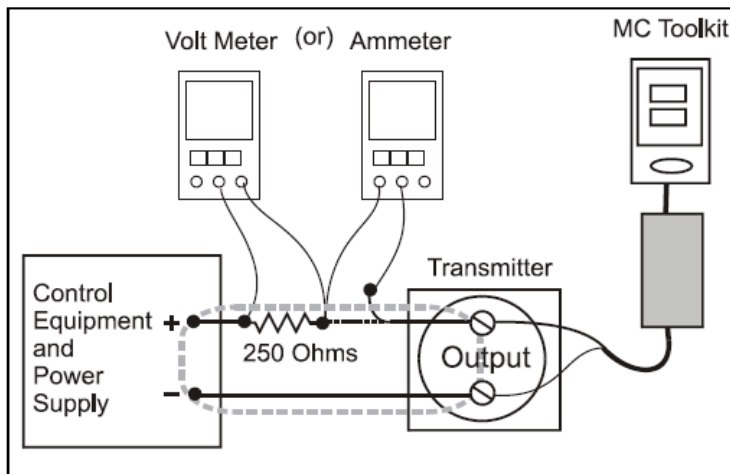 Volt Meter (or) Ammeter
MC Toolkit
Transmitter
Control
Equipment
and
Power
Supply
+
−
250 Ohms
Output